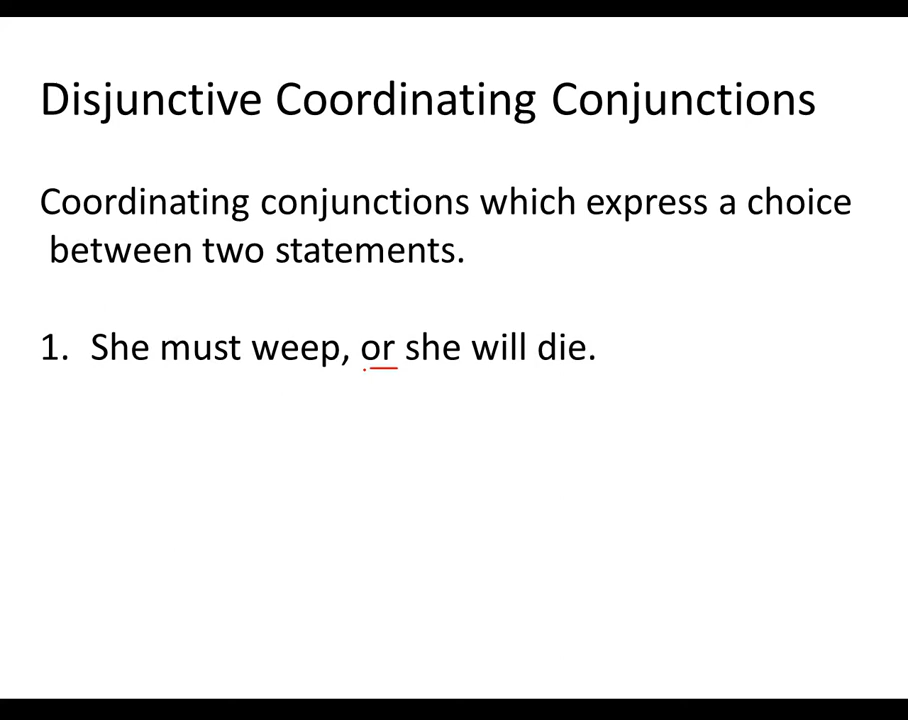 Disjunctive Coordinating Conjunctions
Coordinating conjunctions which express a choice
between two statements.
1. She must weep, or she will die.